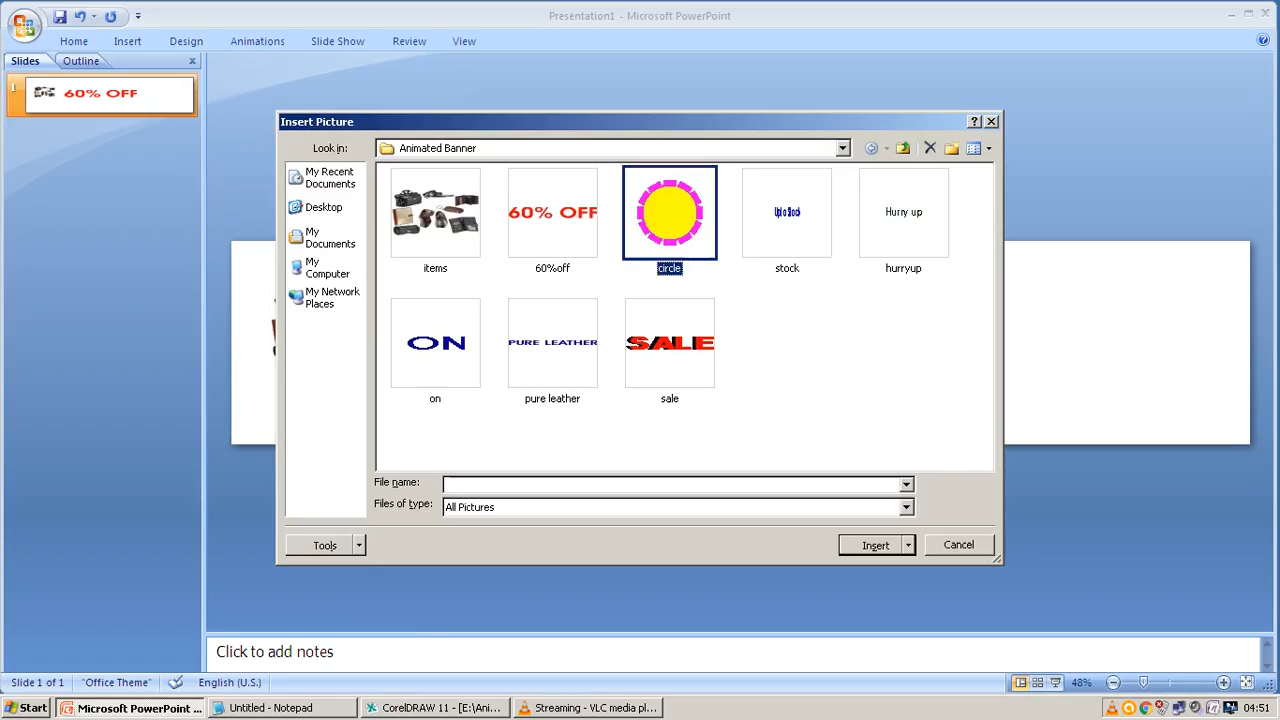 Presentation1 - Microsoft PowerPoint
Home Insert Design Animations Slide Show Review View
Slides Outline
1
60% OFF
Insert Picture
Look in: Animated Banner
My Recent Documents
Desktop
My Documents
My Computer
My Network Places
60% OFF
Up to Stock
Hurry up
items 60%off circle stock hurryup
ON
PURE LEATHER
SALE
on pure leather sale
File name:
Files of type: All Pictures
Tools Insert Cancel
Click to add notes
Slide 1 of 1 "Office Theme" English (U.S.) 48%
Start Microsoft PowerPoint ... Untitled - Notepad CorelDRAW 11 - [E:\Ani... Streaming - VLC media pl... 04:51